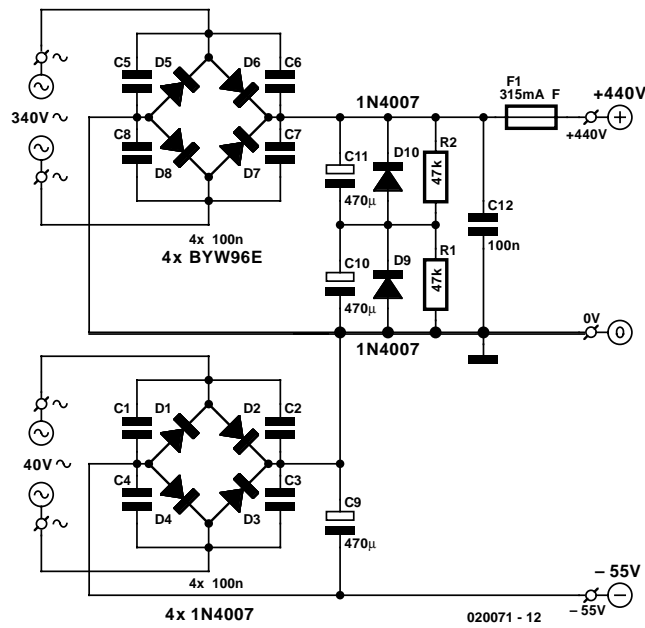 C5
D5
D6
C6
340V ~
C8
D8
D7
C7
4x 100n
4x BYW96E
1N4007
F1
315mA F
+440V
+
+440V
C11
470µ
D10
R2
47k
C12
100n
C10
470µ
D9
R1
47k
0V
0
1N4007
C1
D1
D2
C2
40V ~
C4
D4
D3
C3
C9
470µ
4x 100n
4x 1N4007
– 55V
–
– 55V
020071 - 12